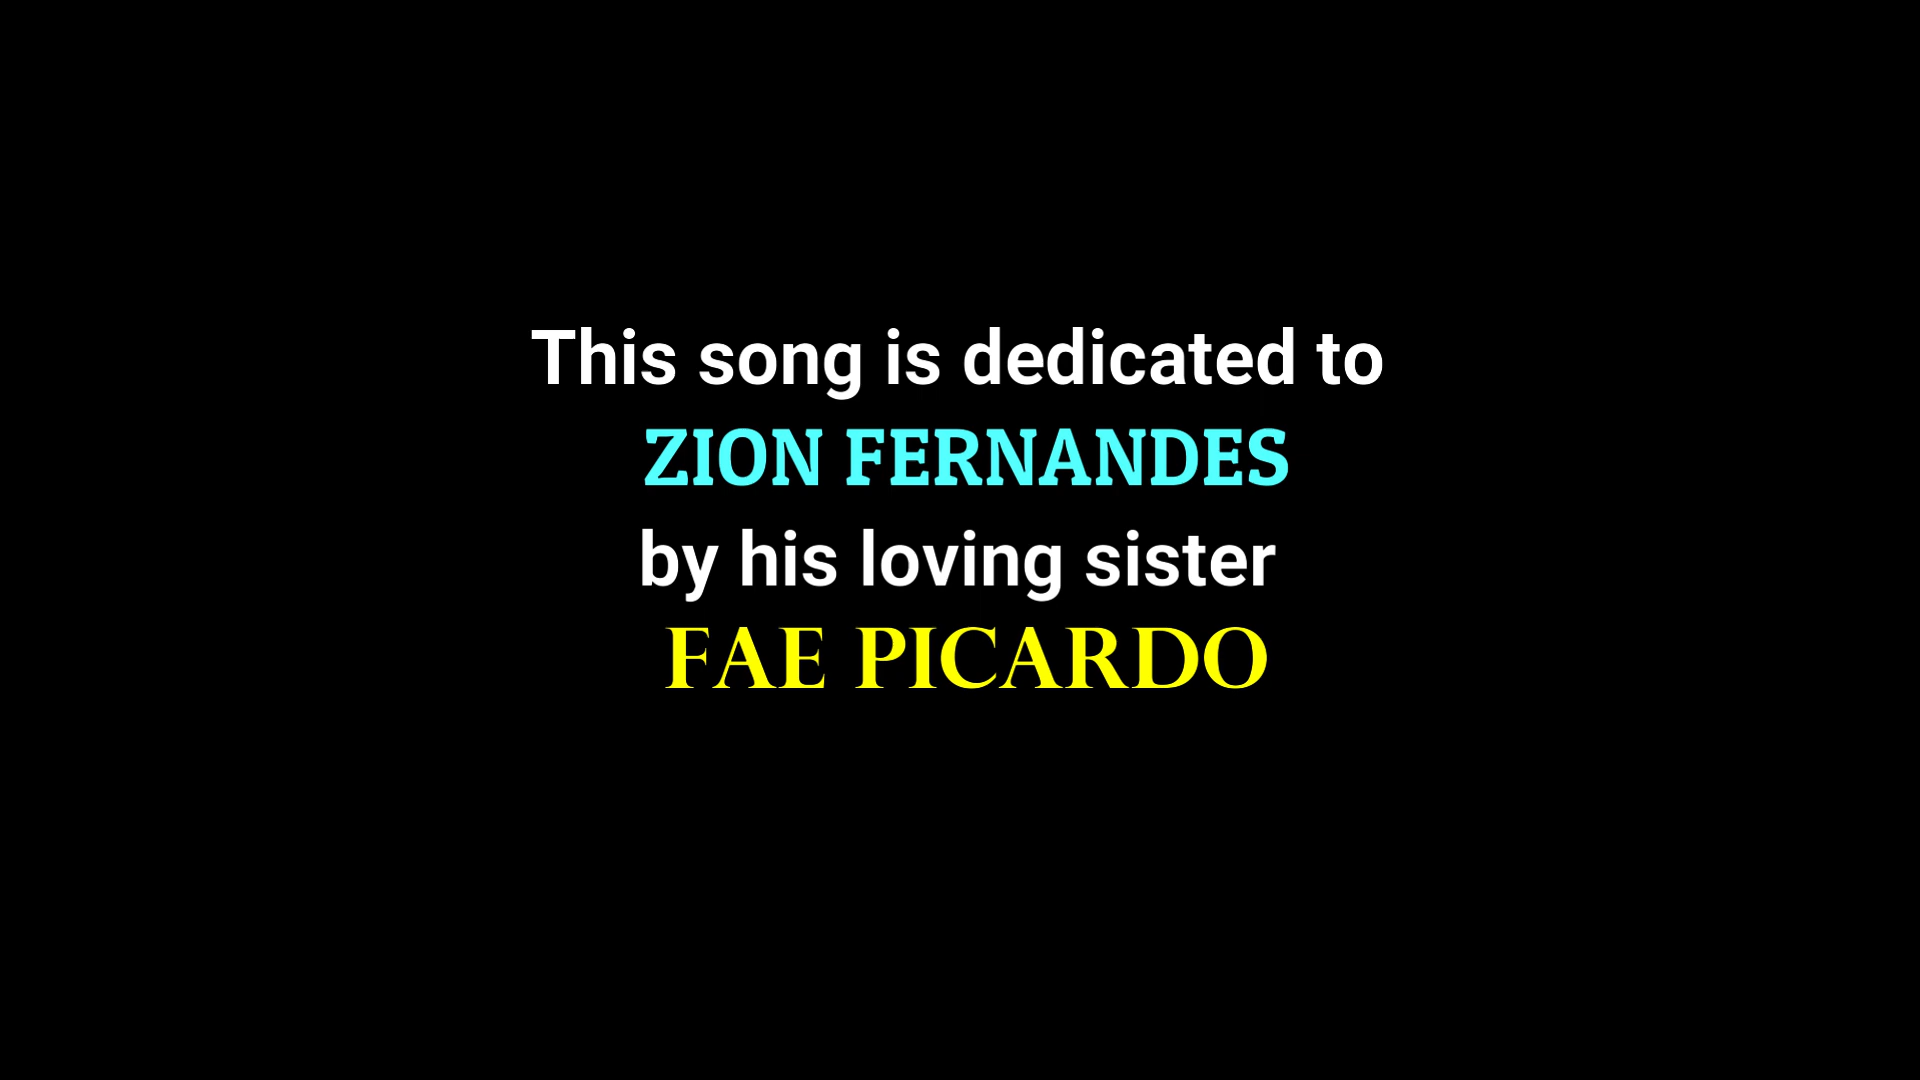 This song is dedicated to
ZION FERNANDES
by his loving sister
FAE PICARDO